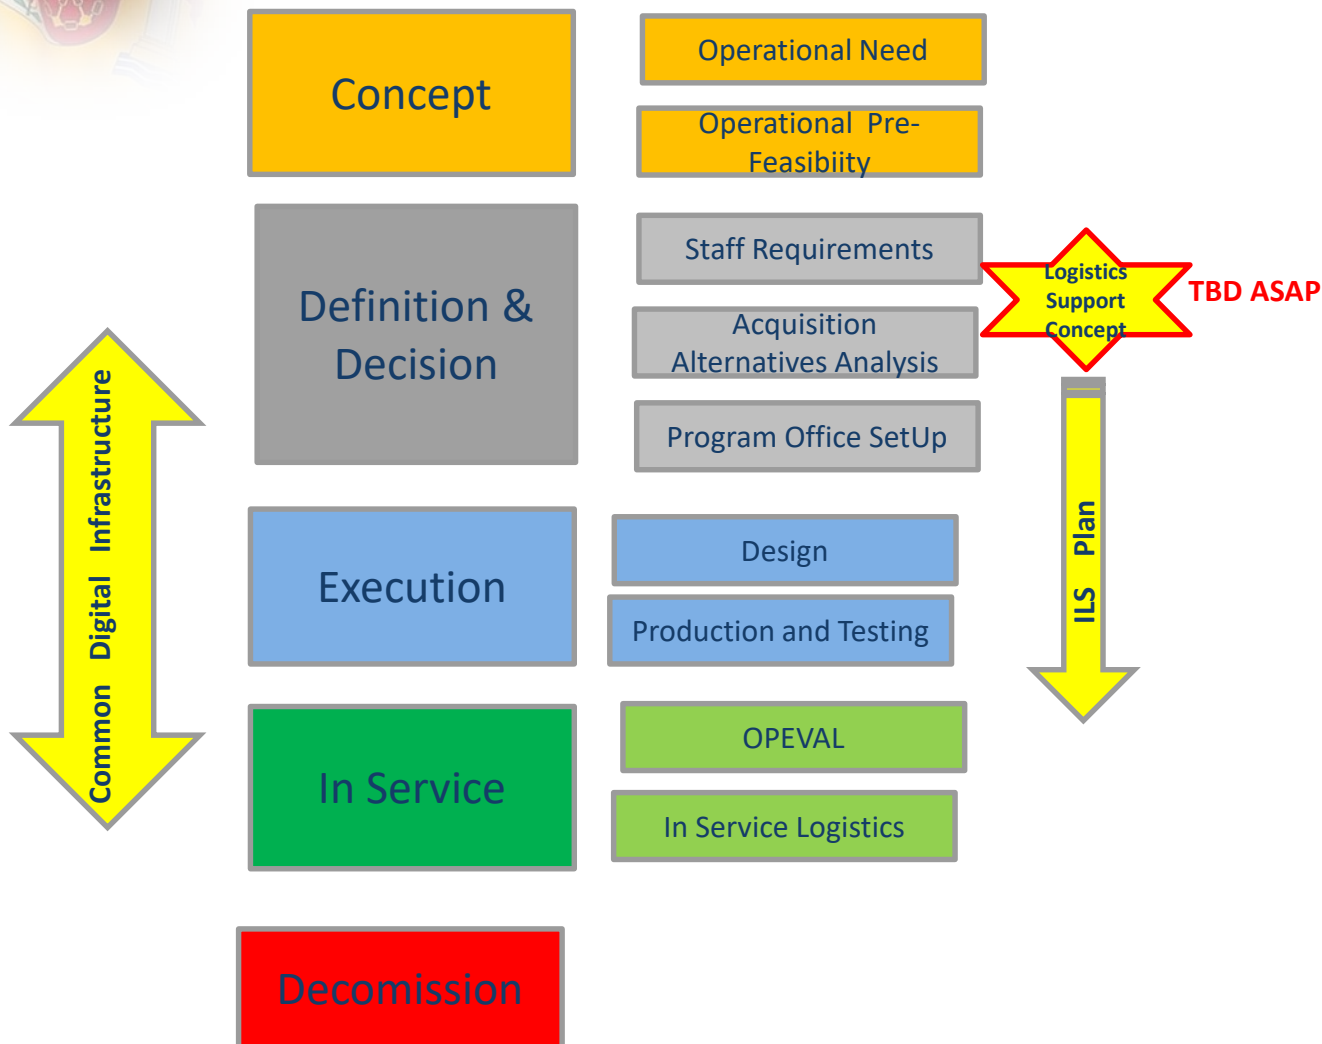 Concept
Operational Need
Operational Pre-
Feasibiity
Definition &
Decision
Staff Requirements
Acquisition
Alternatives Analysis
Program Office SetUp
Logistics
Support
Concept
TBD ASAP
Common Digital Infrastructure
ILS Plan
Execution
Design
Production and Testing
In Service
OPEVAL
In Service Logistics
Decomission